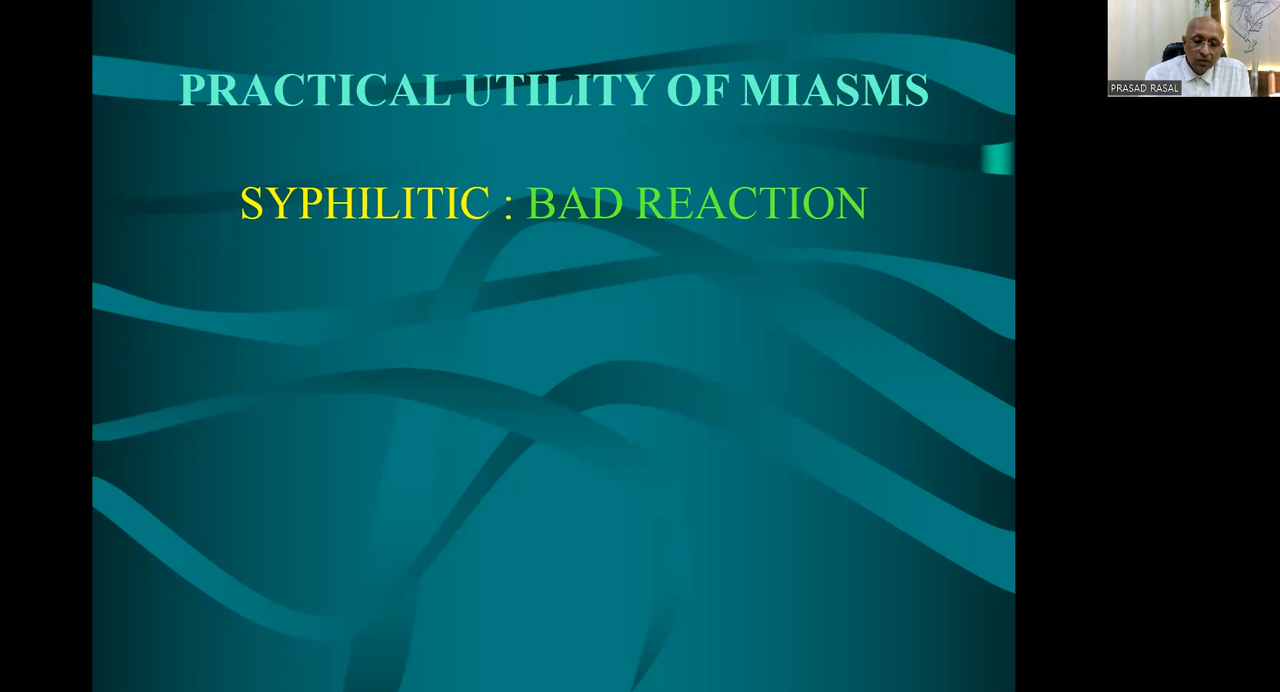 PRACTICAL UTILITY OF MIASMS
SYPHILITIC : BAD REACTION
PRASAD RASAL